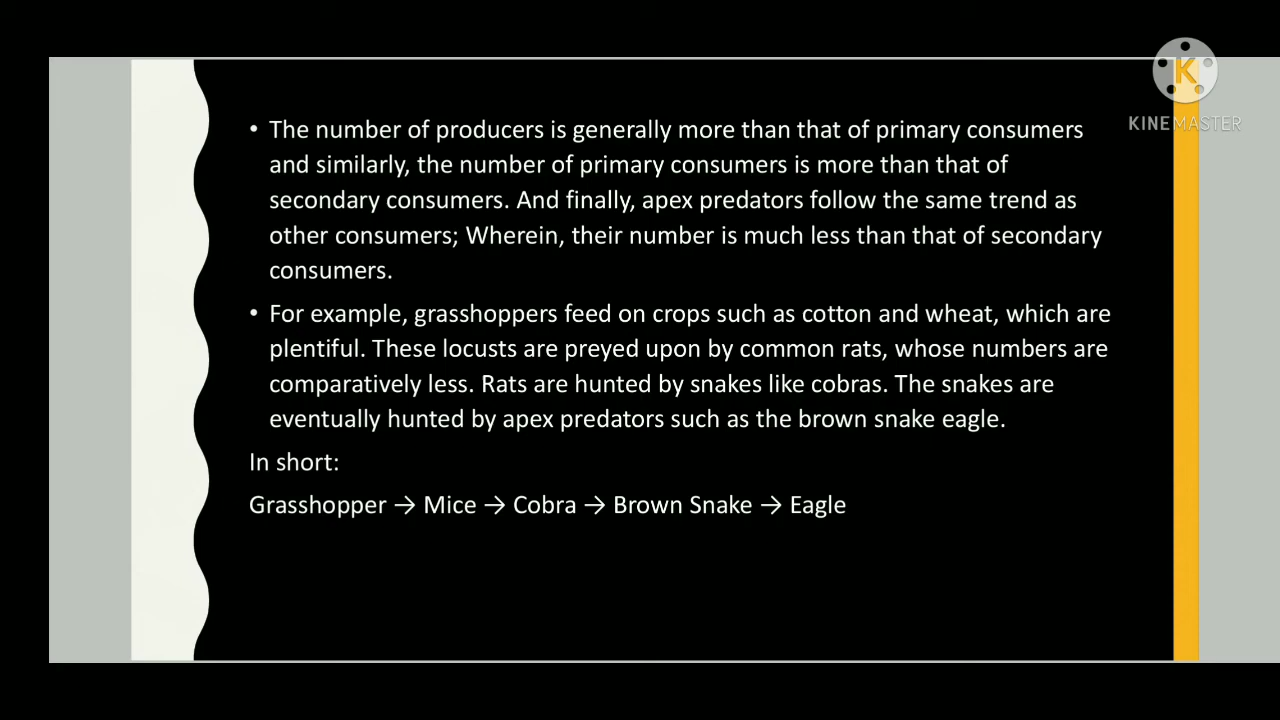 K
KINEMASTER
• The number of producers is generally more than that of primary consumers
and similarly, the number of primary consumers is more than that of
secondary consumers. And finally, apex predators follow the same trend as
other consumers; Wherein, their number is much less than that of secondary
consumers.
• For example, grasshoppers feed on crops such as cotton and wheat, which are
plentiful. These locusts are preyed upon by common rats, whose numbers are
comparatively less. Rats are hunted by snakes like cobras. The snakes are
eventually hunted by apex predators such as the brown snake eagle.
In short:
Grasshopper → Mice → Cobra → Brown Snake → Eagle